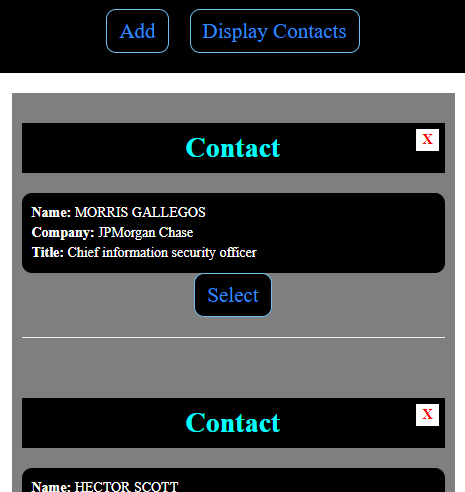 Add Display Contacts
Contact X
Name: MORRIS GALLEGOS
Company: JPMorgan Chase
Title: Chief information security officer
Select
Contact X
Name: HECTOR SCOTT